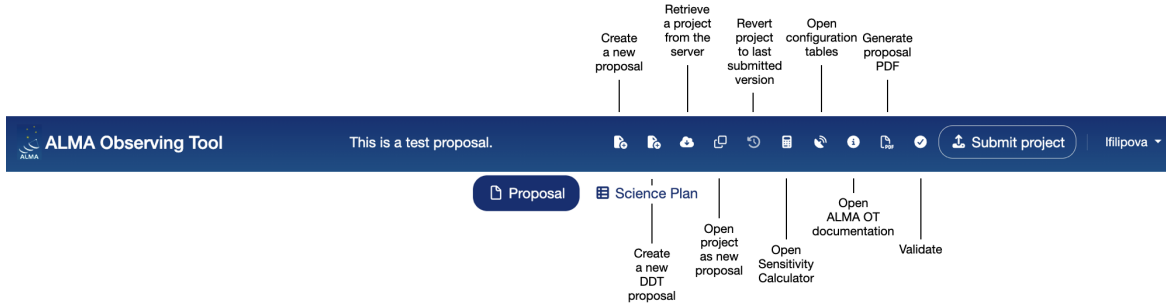 Create
a new
proposal
Retrieve
a project
from the
server
Revert
project
to last
submitted
version
Open
configuration
tables
Generate
proposal
PDF
ALMA
ALMA Observing Tool
This is a test proposal.
PDF
Submit project
lfilipova
Proposal
Science Plan
Create
a new
DDT
proposal
Open
project
as new
proposal
Open
Sensitivity
Calculator
Open
ALMA OT
documentation
Validate